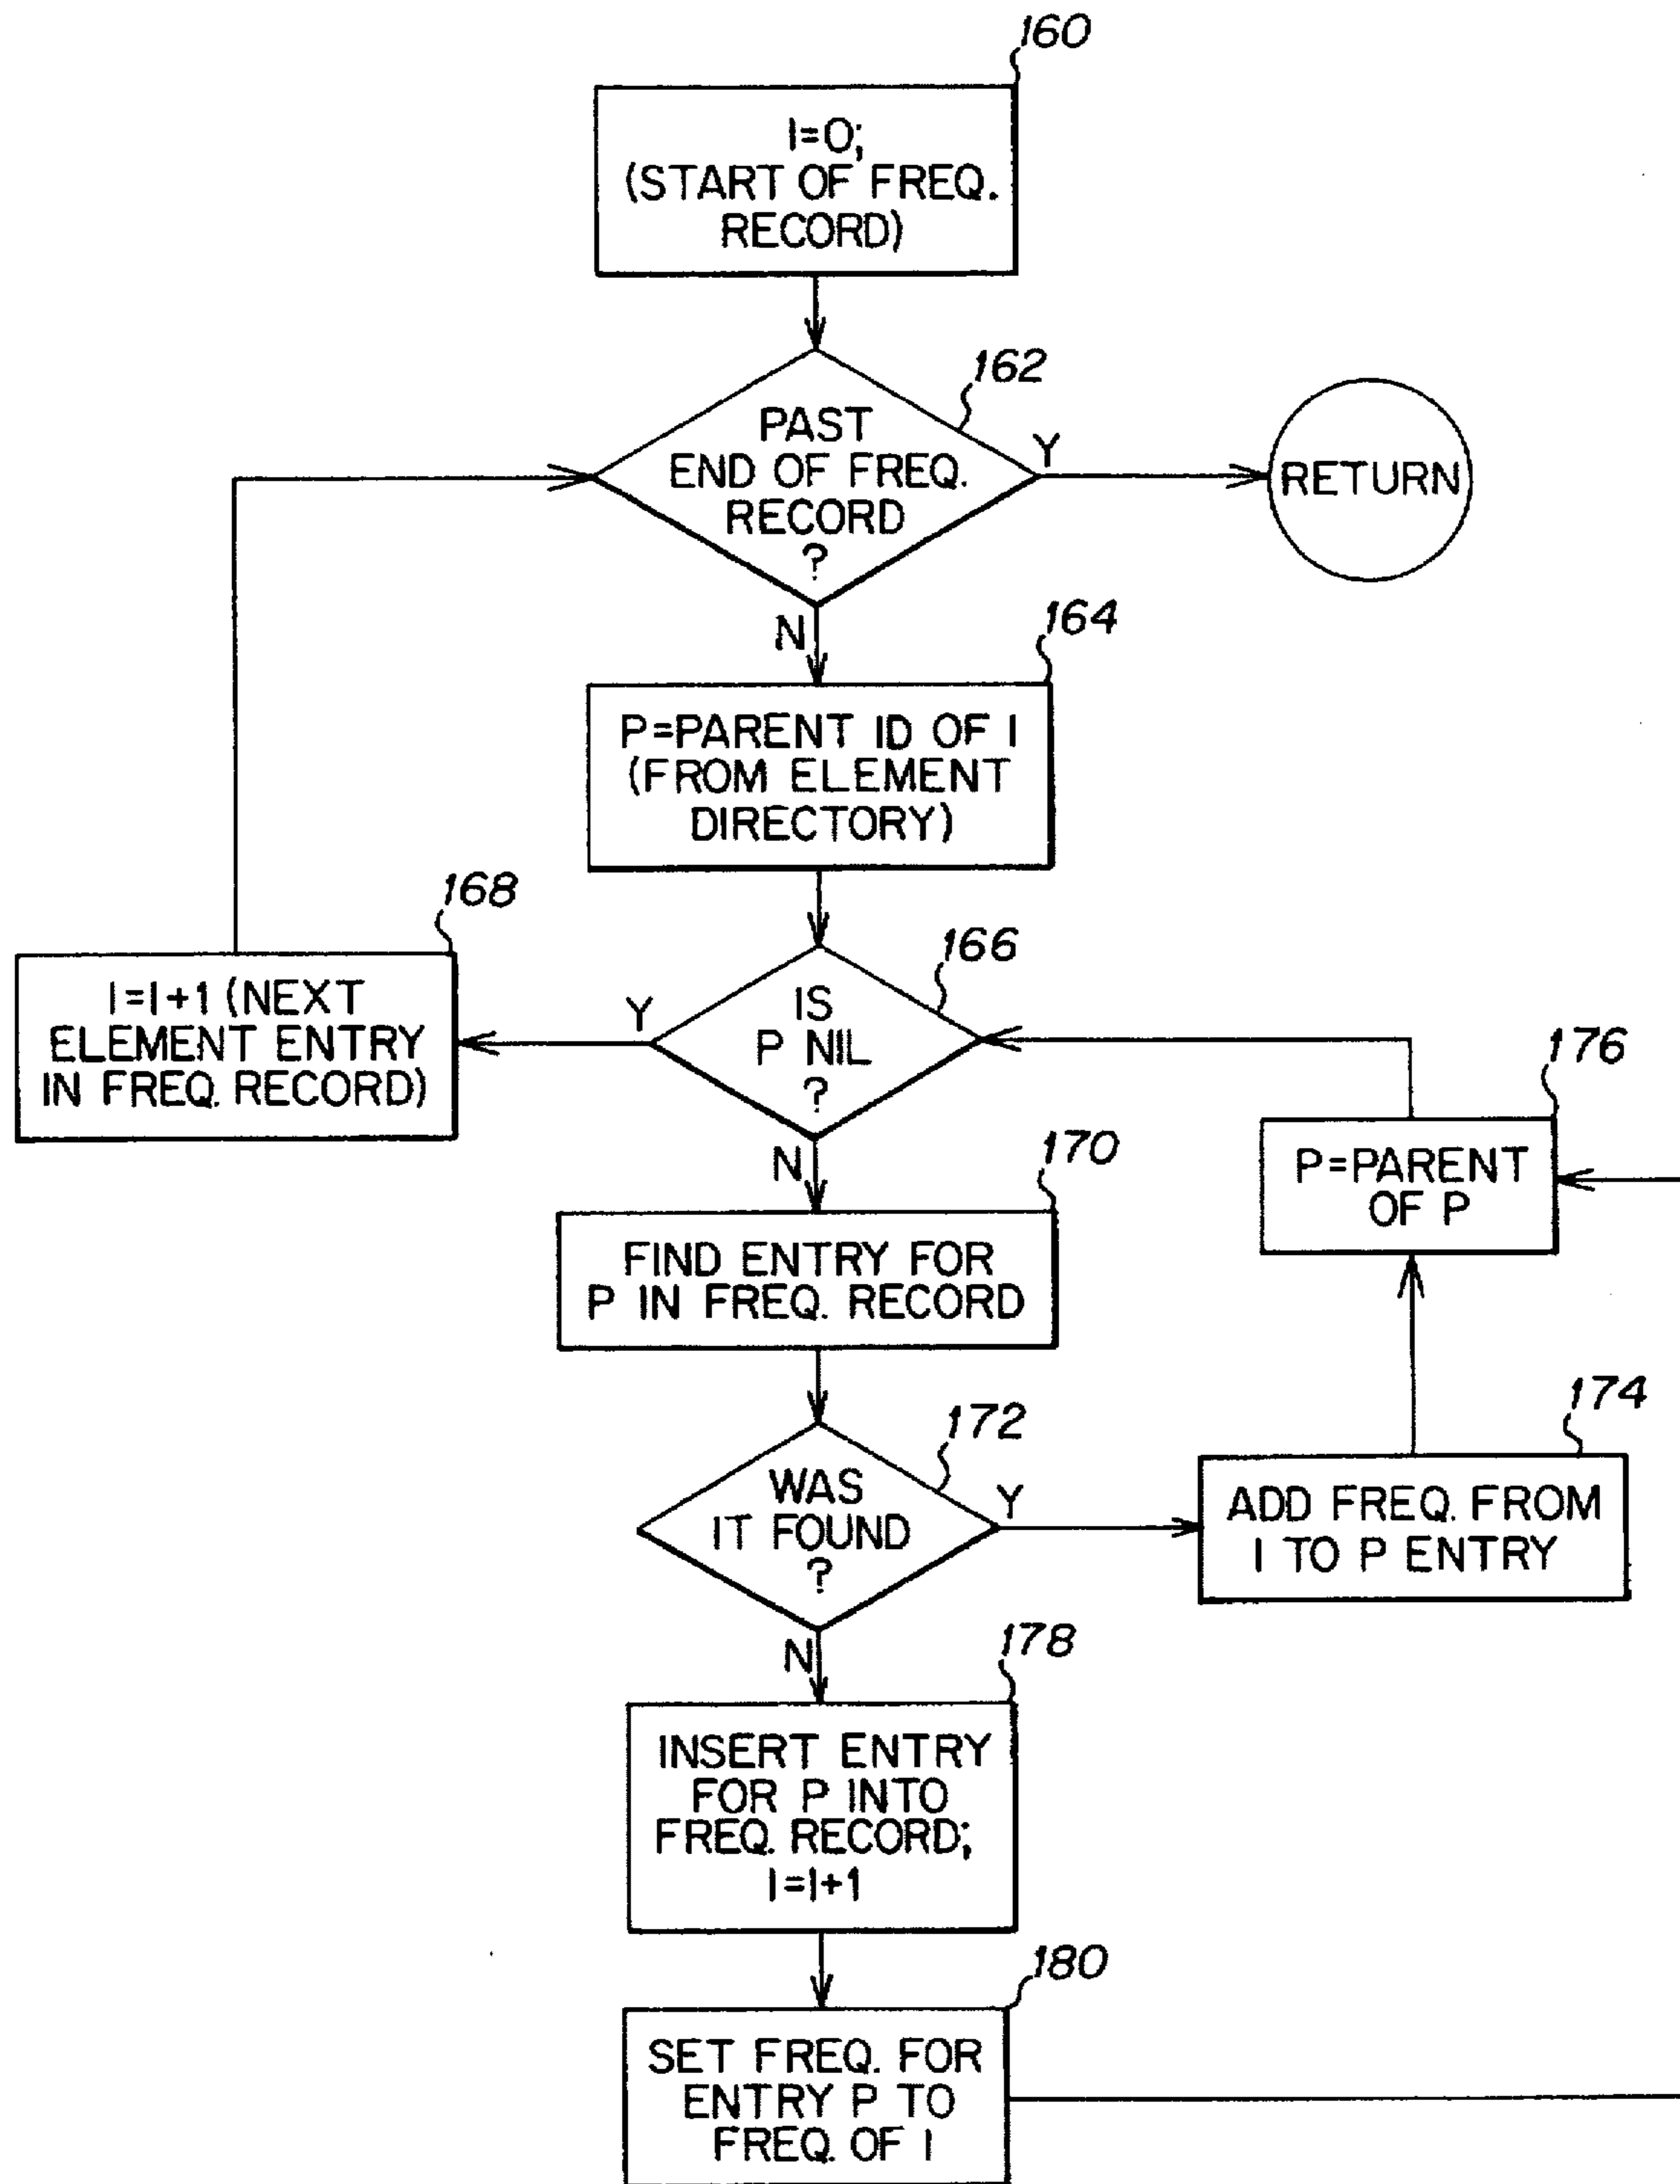 160
I=0;
(START OF FREQ.
RECORD)
162
PAST
END OF FREQ.
RECORD
?
Y
RETURN
N
164
P=PARENT ID OF I
(FROM ELEMENT
DIRECTORY)
168
I=I+1 (NEXT
ELEMENT ENTRY
IN FREQ. RECORD)
166
Y
IS
P NIL
?
N
176
P=PARENT
OF P
170
FIND ENTRY FOR
P IN FREQ. RECORD
172
WAS
IT FOUND
?
Y
174
ADD FREQ. FROM
I TO P ENTRY
N
178
INSERT ENTRY
FOR P INTO
FREQ. RECORD;
I=I+1
180
SET FREQ. FOR
ENTRY P TO
FREQ. OF I